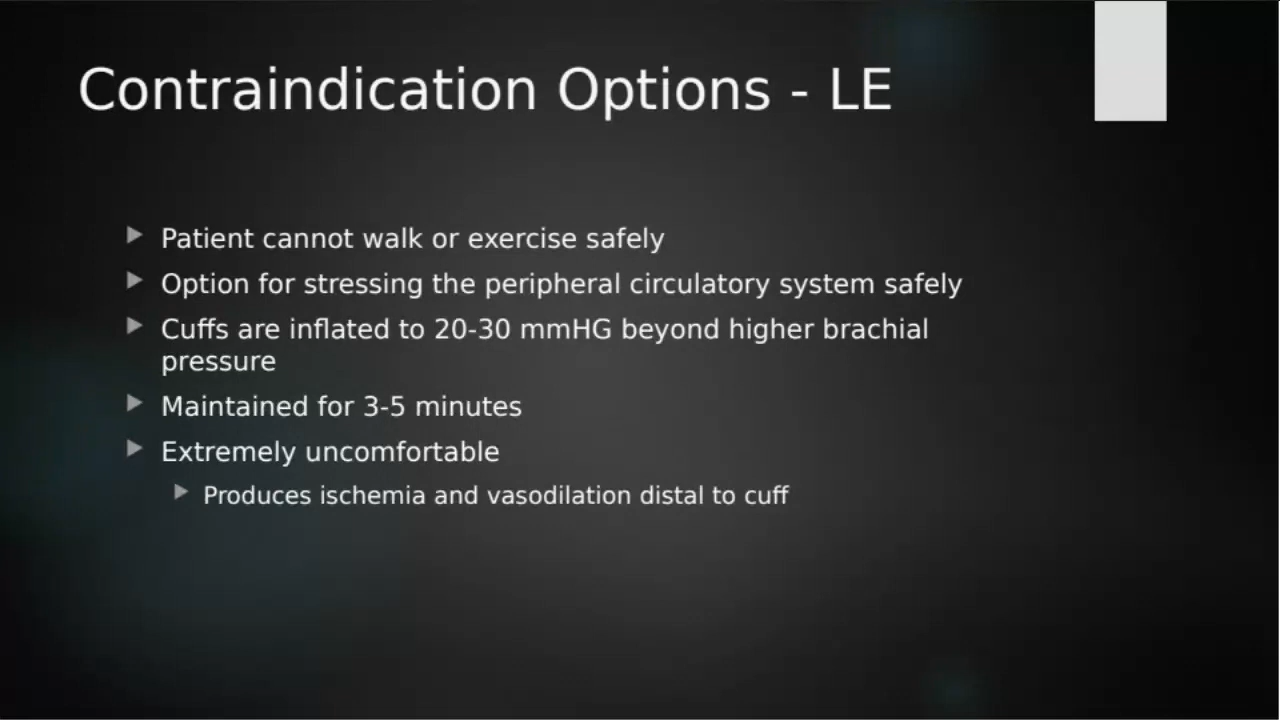 Contraindication Options - LE
Patient cannot walk or exercise safely
Option for stressing the peripheral circulatory system safely
Cuffs are inflated to 20-30 mmHG beyond higher brachial
pressure
Maintained for 3-5 minutes
Extremely uncomfortable
Produces ischemia and vasodilation distal to cuff